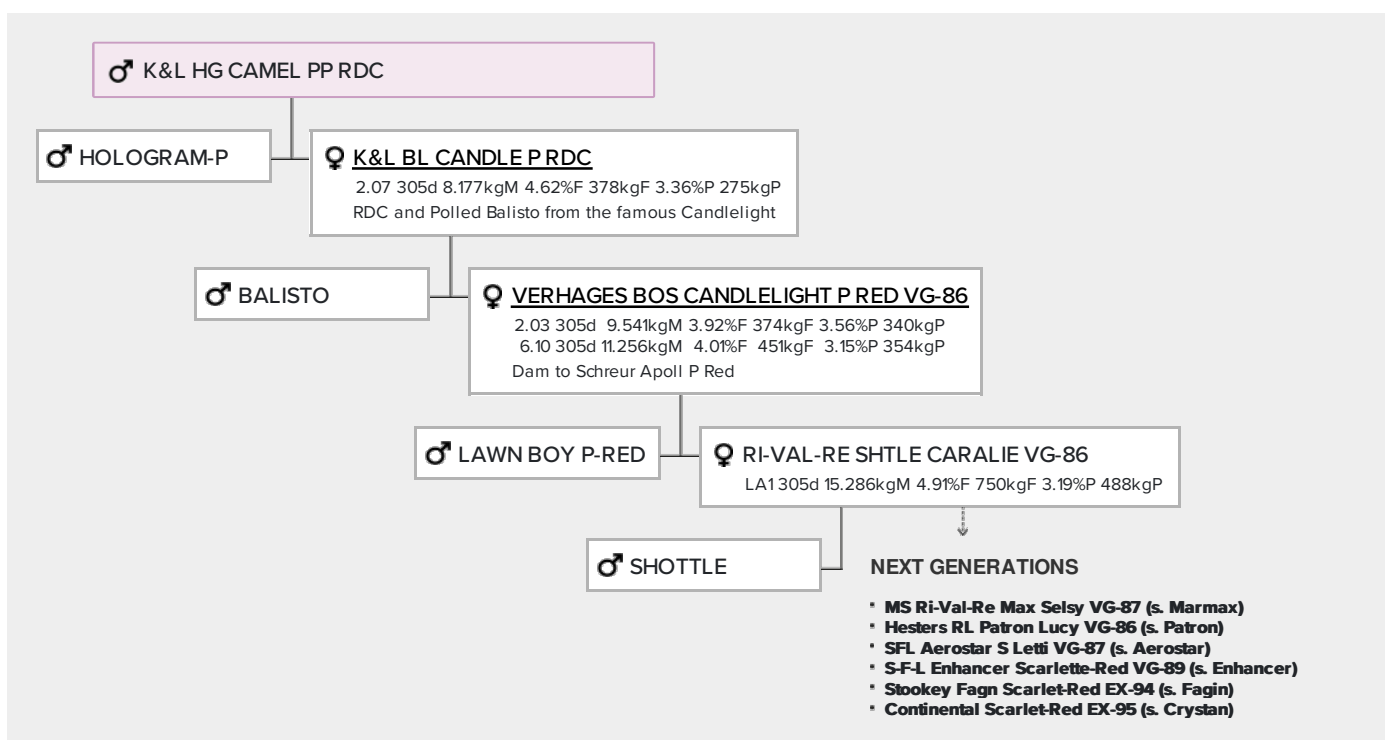 K&L HG CAMEL PP RDC
HOLOGRAM-P
K&L BL CANDLE P RDC
2.07 305d 8.177kgM 4.62%F 378kgF 3.36%P 275kgP
RDC and Polled Balisto from the famous Candlelight
BALISTO
VERHAGES BOS CANDLELIGHT P RED VG-86
2.03 305d 9.541kgM 3.92%F 374kgF 3.56%P 340kgP
6.10 305d 11.256kgM 4.01%F 451kgF 3.15%P 354kgP
Dam to Schreur Apoll P Red
LAWN BOY P-RED
RI-VAL-RE SHTLE CARALIE VG-86
LA1 305d 15.286kgM 4.91%F 750kgF 3.19%P 488kgP
SHOTTLE
NEXT GENERATIONS
· MS Ri-Val-Re Max Selsy VG-87 (s. Marmax)
· Hesters RL Patron Lucy VG-86 (s. Patron)
· SFL Aerostar S Letti VG-87 (s. Aerostar)
· S-F-L Enhancer Scarlette-Red VG-89 (s. Enhancer)
· Stookey Fagn Scarlet-Red EX-94 (s. Fagin)
· Continental Scarlet-Red EX-95 (s. Crystan)